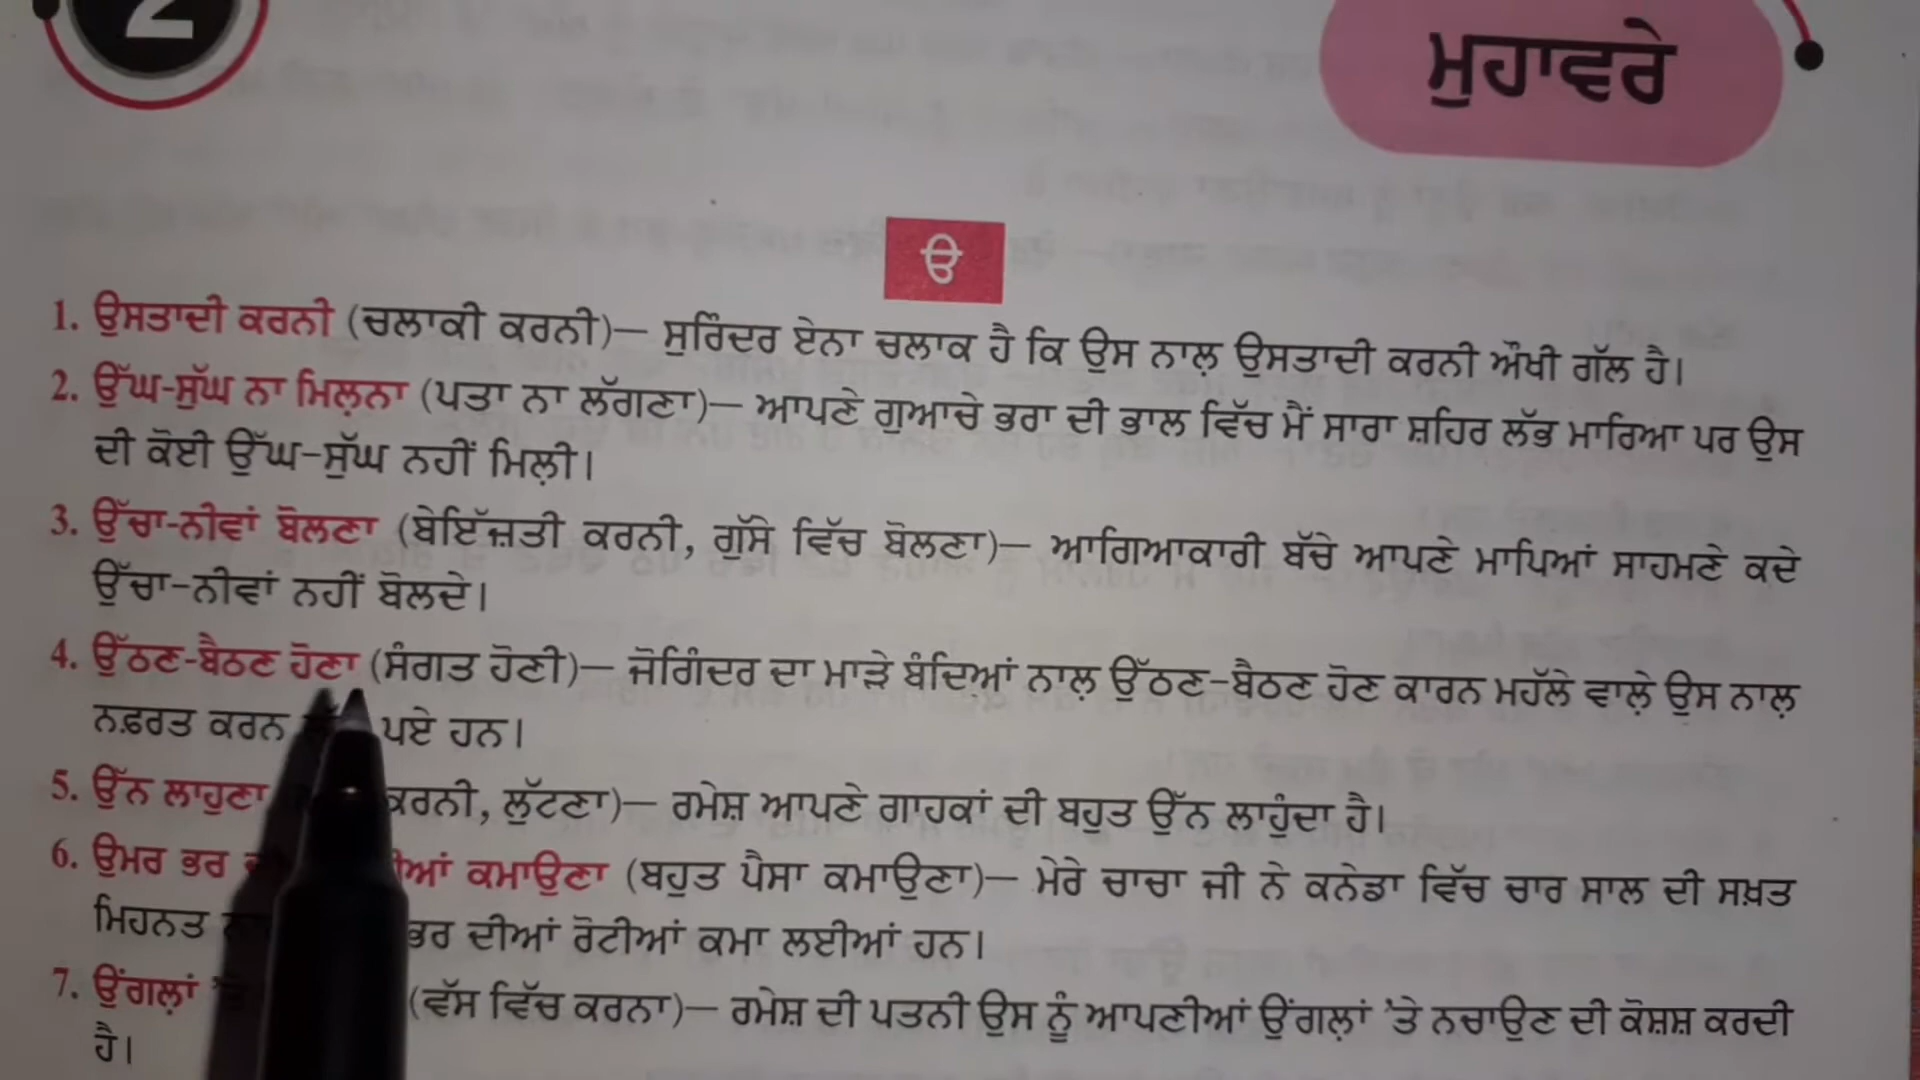 2
ਮੁਹਾਵਰੇ
ੳ
1. ਉਸਤਾਦੀ ਕਰਨੀ (ਚਲਾਕੀ ਕਰਨੀ)— ਸੁਰਿੰਦਰ ਏਨਾ ਚਲਾਕ ਹੈ ਕਿ ਉਸ ਨਾਲ਼ ਉਸਤਾਦੀ ਕਰਨੀ ਔਖੀ ਗੱਲ ਹੈ।
2. ਉੱਘ-ਸੁੱਘ ਨਾ ਮਿਲ਼ਨਾ (ਪਤਾ ਨਾ ਲੱਗਣਾ)— ਆਪਣੇ ਗੁਆਚੇ ਭਰਾ ਦੀ ਭਾਲ ਵਿੱਚ ਮੈਂ ਸਾਰਾ ਸ਼ਹਿਰ ਲੱਭ ਮਾਰਿਆ ਪਰ ਉਸ
ਦੀ ਕੋਈ ਉੱਘ-ਸੁੱਘ ਨਹੀਂ ਮਿਲ਼ੀ।
3. ਉੱਚਾ-ਨੀਵਾਂ ਬੋਲਣਾ (ਬੇਇੱਜ਼ਤੀ ਕਰਨੀ, ਗੁੱਸੇ ਵਿੱਚ ਬੋਲਣਾ)— ਆਗਿਆਕਾਰੀ ਬੱਚੇ ਆਪਣੇ ਮਾਪਿਆਂ ਸਾਹਮਣੇ ਕਦੇ
ਉੱਚਾ-ਨੀਵਾਂ ਨਹੀਂ ਬੋਲਦੇ।
4. ਉੱਠਣ-ਬੈਠਣ ਹੋਣਾ (ਸੰਗਤ ਹੋਣੀ)— ਜੋਗਿੰਦਰ ਦਾ ਮਾੜੇ ਬੰਦਿਆਂ ਨਾਲ਼ ਉੱਠਣ-ਬੈਠਣ ਹੋਣ ਕਾਰਨ ਮਹੱਲੇ ਵਾਲ਼ੇ ਉਸ ਨਾਲ਼
ਨਫ਼ਰਤ ਕਰਨ ਪਏ ਹਨ।
5. ਉੱਨ ਲਾਹੁਣਾ ਕਰਨੀ, ਲੁੱਟਣਾ)— ਰਮੇਸ਼ ਆਪਣੇ ਗਾਹਕਾਂ ਦੀ ਬਹੁਤ ਉੱਨ ਲਾਹੁੰਦਾ ਹੈ।
6. ਉਮਰ ਭਰ ਕਮਾਉਣਾ (ਬਹੁਤ ਪੈਸਾ ਕਮਾਉਣਾ)— ਮੇਰੇ ਚਾਚਾ ਜੀ ਨੇ ਕਨੇਡਾ ਵਿੱਚ ਚਾਰ ਸਾਲ ਦੀ ਸਖ਼ਤ
ਮਿਹਨਤ ਭਰ ਦੀਆਂ ਰੋਟੀਆਂ ਕਮਾ ਲਈਆਂ ਹਨ।
7. ਉਂਗਲਾਂ਼ (ਵੱਸ ਵਿੱਚ ਕਰਨਾ)— ਰਮੇਸ਼ ਦੀ ਪਤਨੀ ਉਸ ਨੂੰ ਆਪਣੀਆਂ ਉਂਗਲਾਂ਼ 'ਤੇ ਨਚਾਉਣ ਦੀ ਕੋਸ਼ਸ਼ ਕਰਦੀ
ਹੈ।